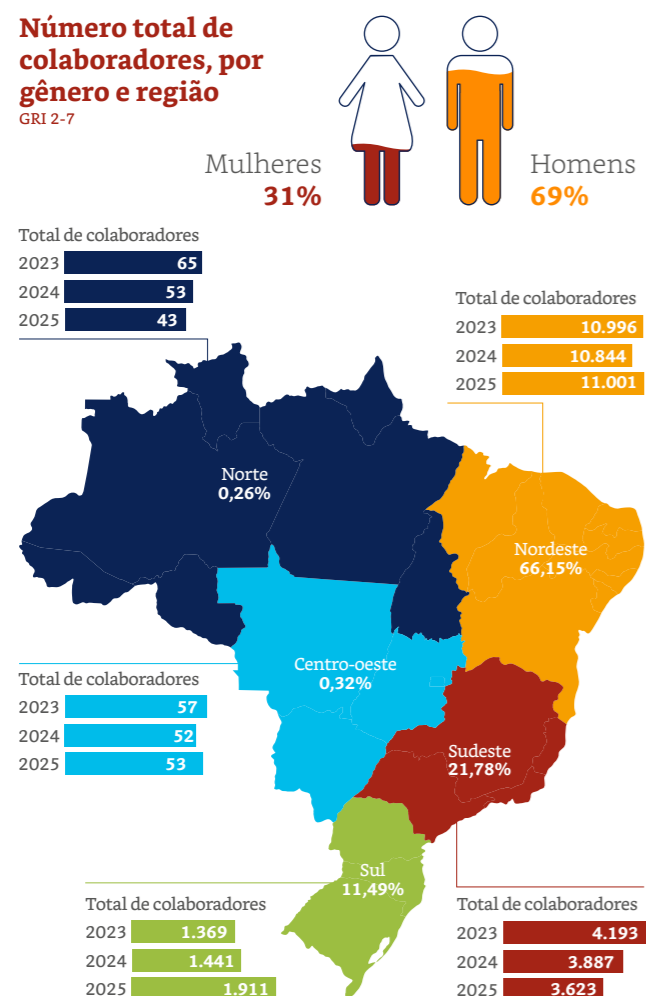 Número total de
colaboradores, por
gênero e região
GRI 2-7
Mulheres
31%
Homens
69%
Total de colaboradores
2023 65
2024 53
2025 43
Total de colaboradores
2023 10.996
2024 10.844
2025 11.001
Norte
0,26%
Nordeste
66,15%
Centro-oeste
0,32%
Total de colaboradores
2023 57
2024 52
2025 53
Sudeste
21,78%
Sul
11,49%
Total de colaboradores
2023 1.369
2024 1.441
2025 1.911
Total de colaboradores
2023 4.193
2024 3.887
2025 3.623